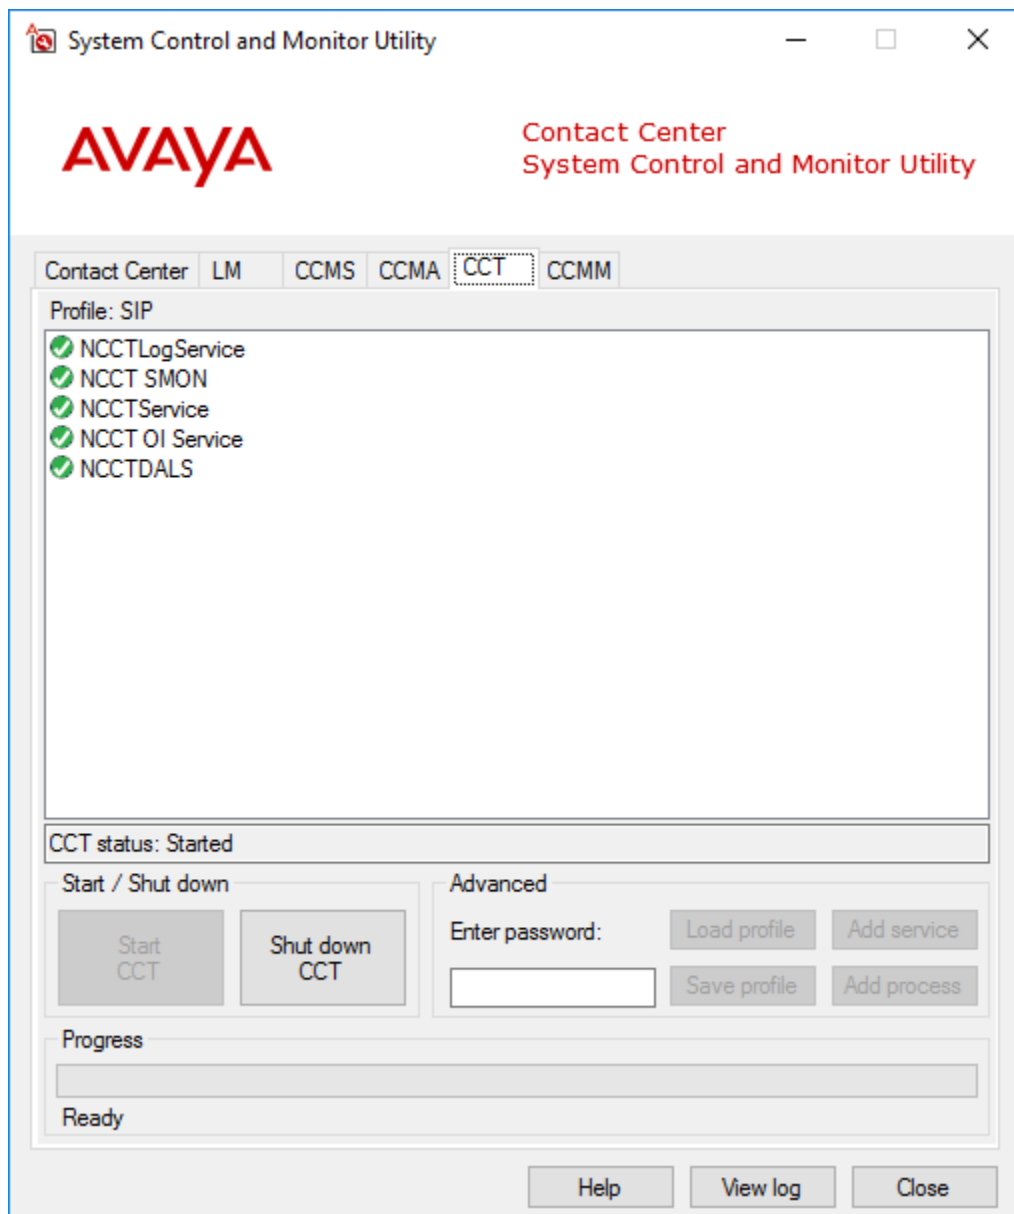 System Control and Monitor Utility
AVAYA
Contact Center
System Control and Monitor Utility
Contact Center LM CCMS CCMA CCT CCMM
Profile: SIP
NCCTLogService
NCCT SMON
NCCTService
NCCT OI Service
NCCTDALS
CCT status: Started
Start / Shut down
Start
CCT
Shut down
CCT
Advanced
Enter password:
Load profile
Add service
Save profile
Add process
Progress
Ready
Help
View log
Close